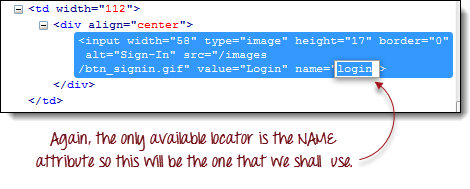 <td width="112">
<div align="center">
<input width="58" type="image" height="17" border="0"
alt="Sign-In" src="/images
/btn_signin.gif" value="Login" name="login">
</div>
</td>
Again, the only available locator is the NAME
attribute so this will be the one that we shall use.